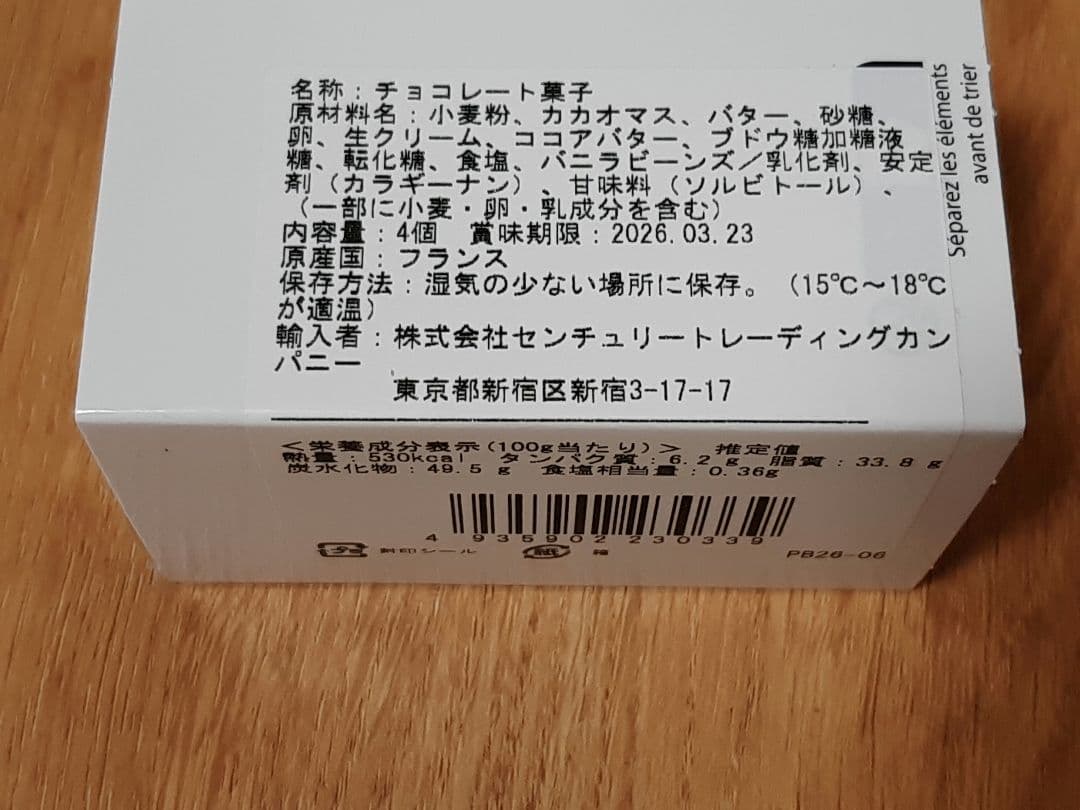 名称：チョコレート菓子
原材料名：小麦粉、カカオマス、バター、砂糖、
卵、生クリーム、ココアバター、ブドウ糖加糖液
糖、転化糖、食塩、バニラビーンズ／乳化剤、安定
剤（カラギーナン）、甘味料（ソルビトール）、
（一部に小麦・卵・乳成分を含む）
内容量：4個　賞味期限：2026.03.23
原産国：フランス
保存方法：湿気の少ない場所に保存。（15℃～18℃
が適温）
輸入者：株式会社センチュリートレーディングカン
パニー
東京都新宿区新宿3-17-17
＜栄養成分表示(100g当たり)＞　推定値
熱量：530kcal　タンパク質：6.2g　脂質：33.8g
炭水化物：49.5g　食塩相当量：0.36g
4 935902 230339
プラ 封印シール　紙 箱　PB26-06
Séparez les éléments
avant de trier